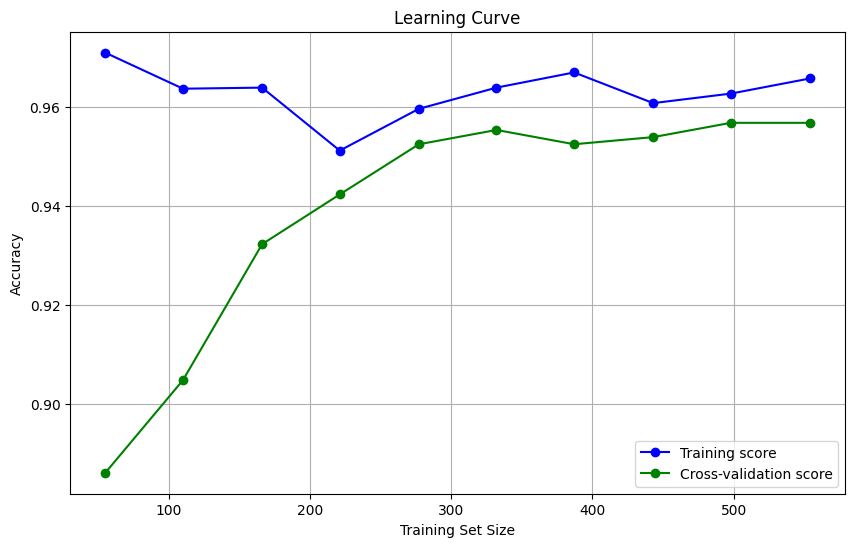 Learning Curve
Accuracy
0.96
0.94
0.92
0.90
100 200 300 400 500
Training Set Size
Training score
Cross-validation score